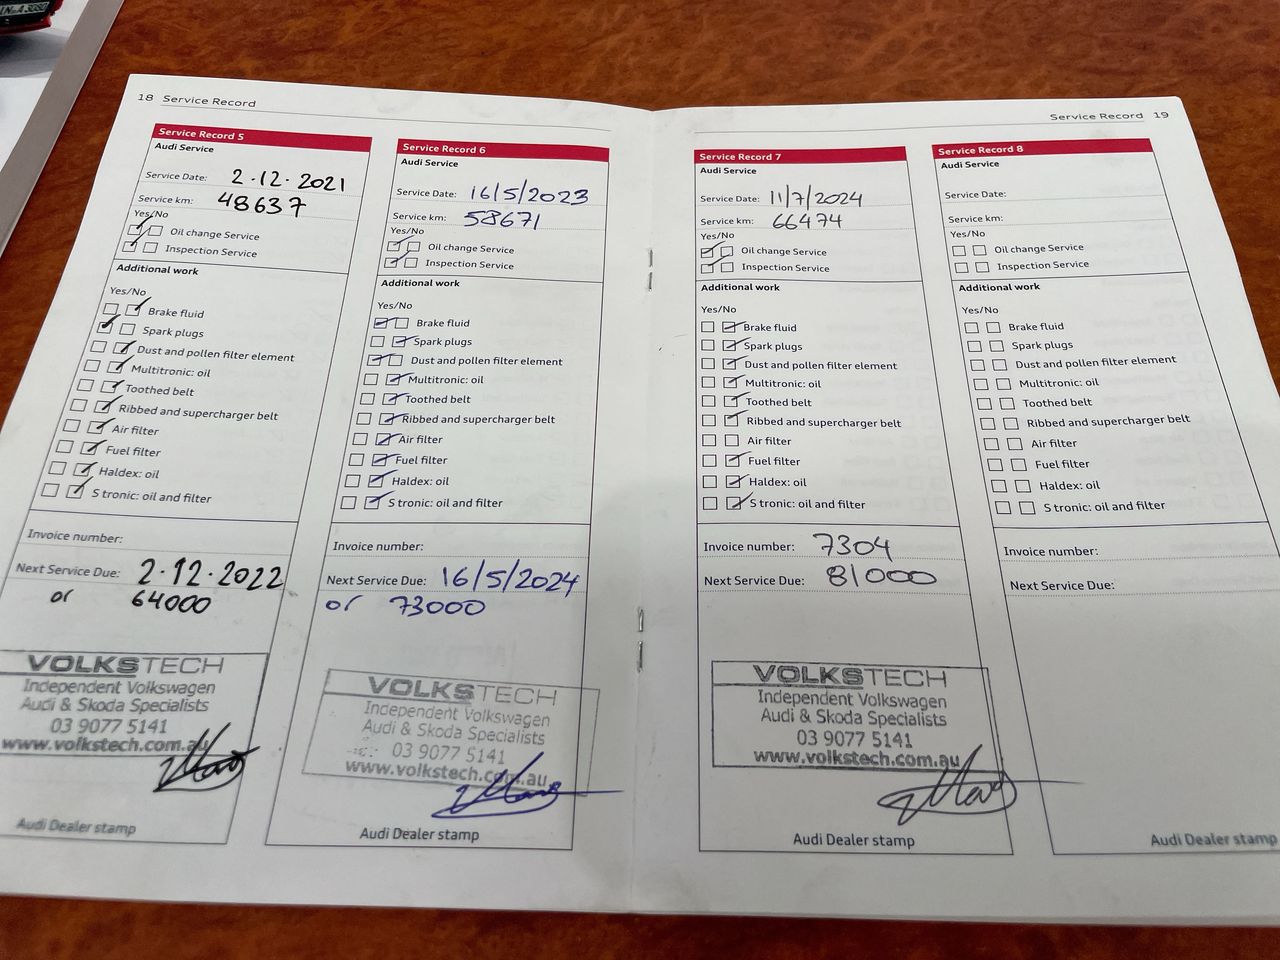 18 Service Record
Service Record 5
Audi Service
Service Date: 2.12.2021
Service km: 48637
Yes/No
Oil change Service
Inspection Service
Additional work
Yes/No
Brake fluid
Spark plugs
Dust and pollen filter element
Multitronic: oil
Toothed belt
Ribbed and supercharger belt
Air filter
Fuel filter
Haldex: oil
S tronic: oil and filter
Invoice number:
Next Service Due: 2.12.2022
or 64000
VOLKSTECH
Independent Volkswagen
Audi & Skoda Specialists
03 9077 5141
www.volkstech.com.au
Audi Dealer stamp
Service Record 6
Audi Service
Service Date: 16/5/2023
Service km: 58671
Yes/No
Oil change Service
Inspection Service
Additional work
Yes/No
Brake fluid
Spark plugs
Dust and pollen filter element
Multitronic: oil
Toothed belt
Ribbed and supercharger belt
Air filter
Fuel filter
Haldex: oil
S tronic: oil and filter
Invoice number:
Next Service Due: 16/5/2024
or 73000
VOLKSTECH
Independent Volkswagen
Audi & Skoda Specialists
03 9077 5141
www.volkstech.com.au
Audi Dealer stamp
Service Record 19
Service Record 7
Audi Service
Service Date: 11/7/2024
Service km: 66474
Yes/No
Oil change Service
Inspection Service
Additional work
Yes/No
Brake fluid
Spark plugs
Dust and pollen filter element
Multitronic: oil
Toothed belt
Ribbed and supercharger belt
Air filter
Fuel filter
Haldex: oil
S tronic: oil and filter
Invoice number: 7304
Next Service Due: 81000
VOLKSTECH
Independent Volkswagen
Audi & Skoda Specialists
03 9077 5141
www.volkstech.com.au
Audi Dealer stamp
Service Record 8
Audi Service
Service Date:
Service km:
Yes/No
Oil change Service
Inspection Service
Additional work
Yes/No
Brake fluid
Spark plugs
Dust and pollen filter element
Multitronic: oil
Toothed belt
Ribbed and supercharger belt
Air filter
Fuel filter
Haldex: oil
S tronic: oil and filter
Invoice number:
Next Service Due:
Audi Dealer stamp